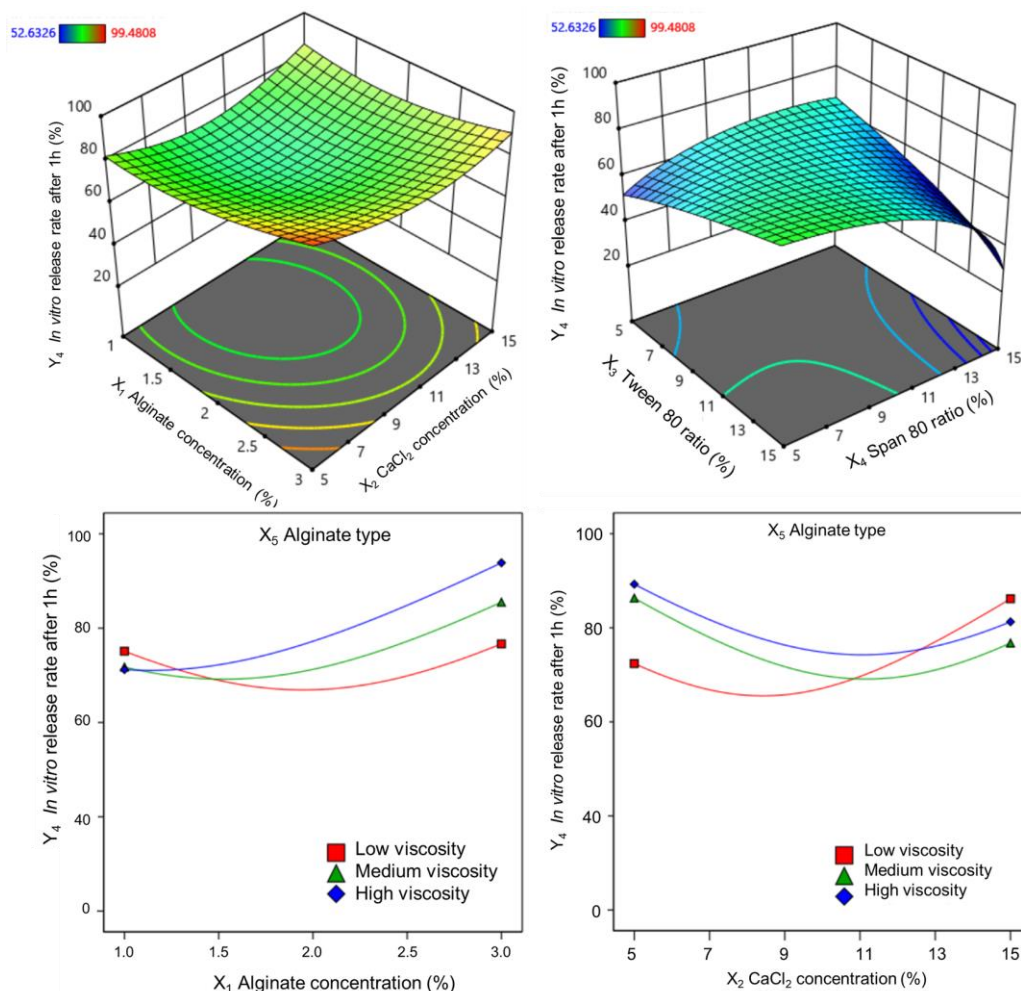 52.6326 99.4808
Y4 In vitro release rate after 1h (%)
100
80
60
40
20
1
1.5
2
2.5
3
X1 Alginate concentration (%)
5
7
9
11
13
15
X2 CaCl2 concentration (%)
52.6326 99.4808
Y4 In vitro release rate after 1h (%)
100
80
60
40
20
5
7
9
11
13
15
X3 Tween 80 ratio (%)
5
7
9
11
13
15
X4 Span 80 ratio (%)
X5 Alginate type
Y4 In vitro release rate after 1h (%)
100
80
60
40
0
Low viscosity
Medium viscosity
High viscosity
1.0 1.5 2.0 2.5 3.0
X1 Alginate concentration (%)
X5 Alginate type
Y4 In vitro release rate after 1h (%)
100
80
60
40
0
Low viscosity
Medium viscosity
High viscosity
5 7 9 11 13 15
X2 CaCl2 concentration (%)